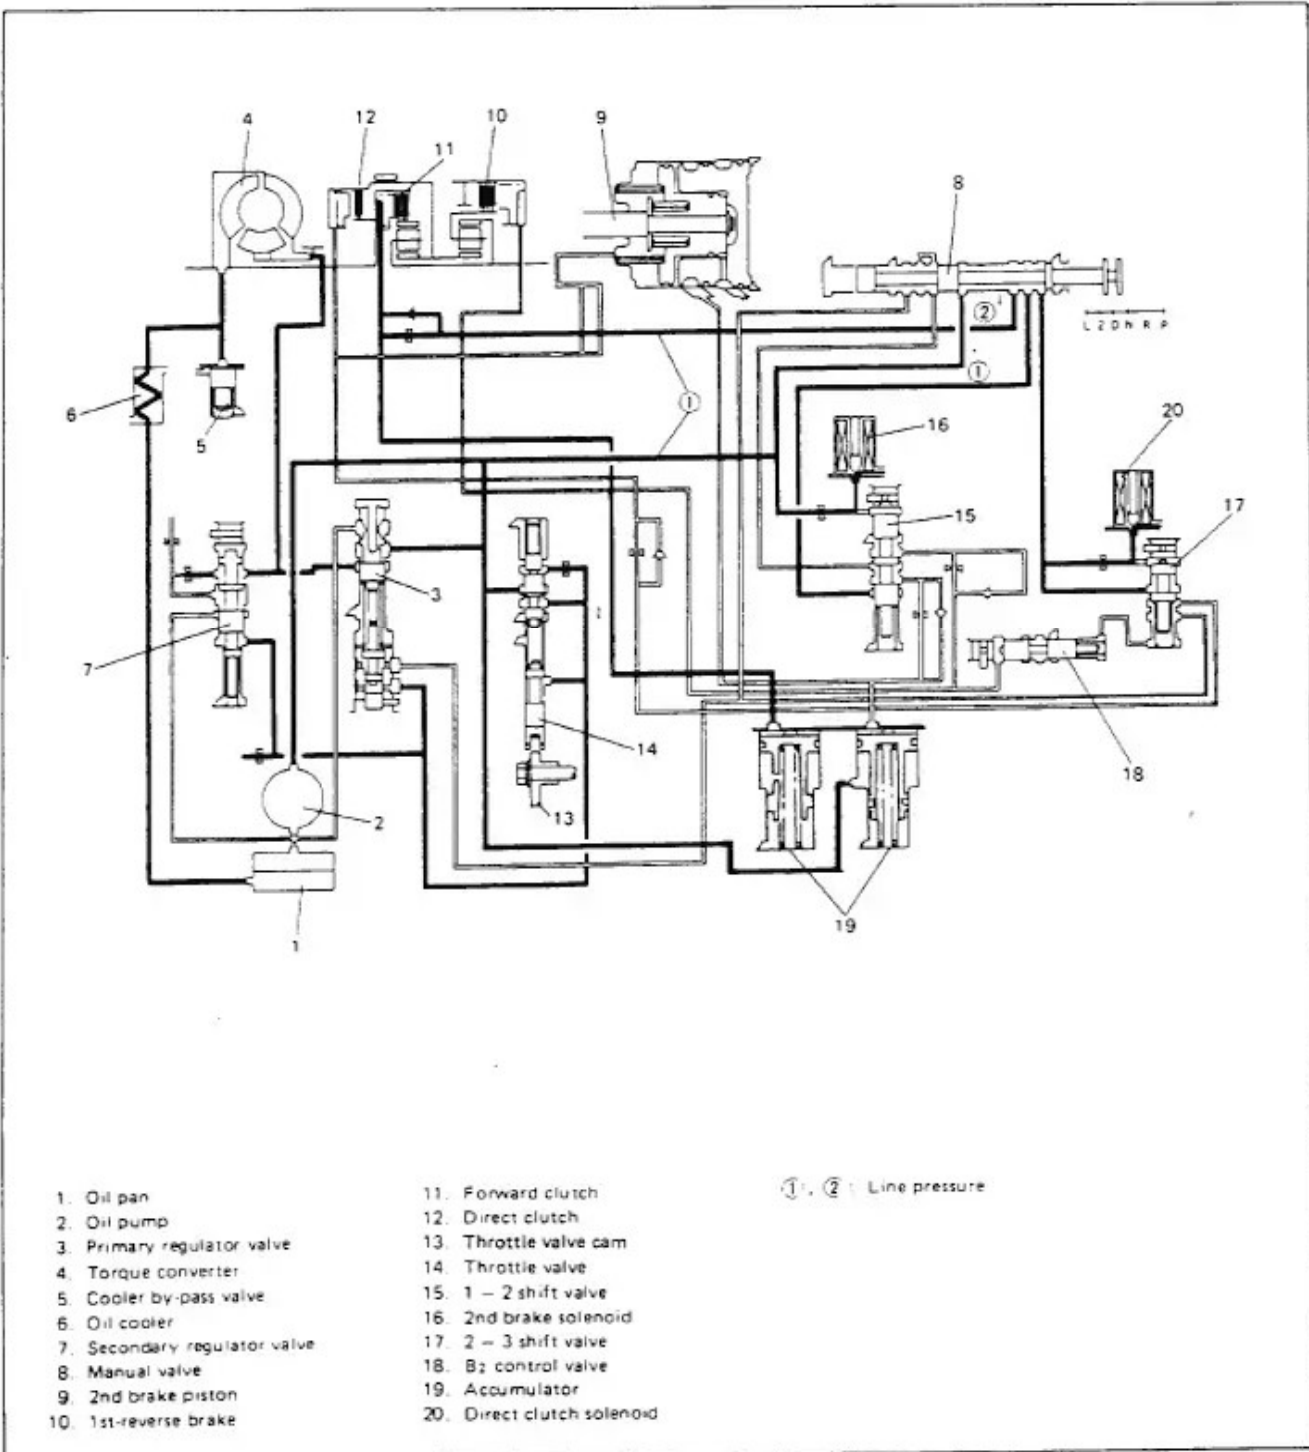 4
12
11
10
9
8
L 2 D N R P
2
1
1
6
5
16
20
15
17
3
7
14
18
2
13
1
19
1. Oil pan
2. Oil pump
3. Primary regulator valve
4. Torque converter
5. Cooler by-pass valve
6. Oil cooler
7. Secondary regulator valve
8. Manual valve
9. 2nd brake piston
10. 1st-reverse brake
11. Forward clutch
12. Direct clutch
13. Throttle valve cam
14. Throttle valve
15. 1 – 2 shift valve
16. 2nd brake solenoid
17. 2 – 3 shift valve
18. B2 control valve
19. Accumulator
20. Direct clutch solenoid
①, ② : Line pressure